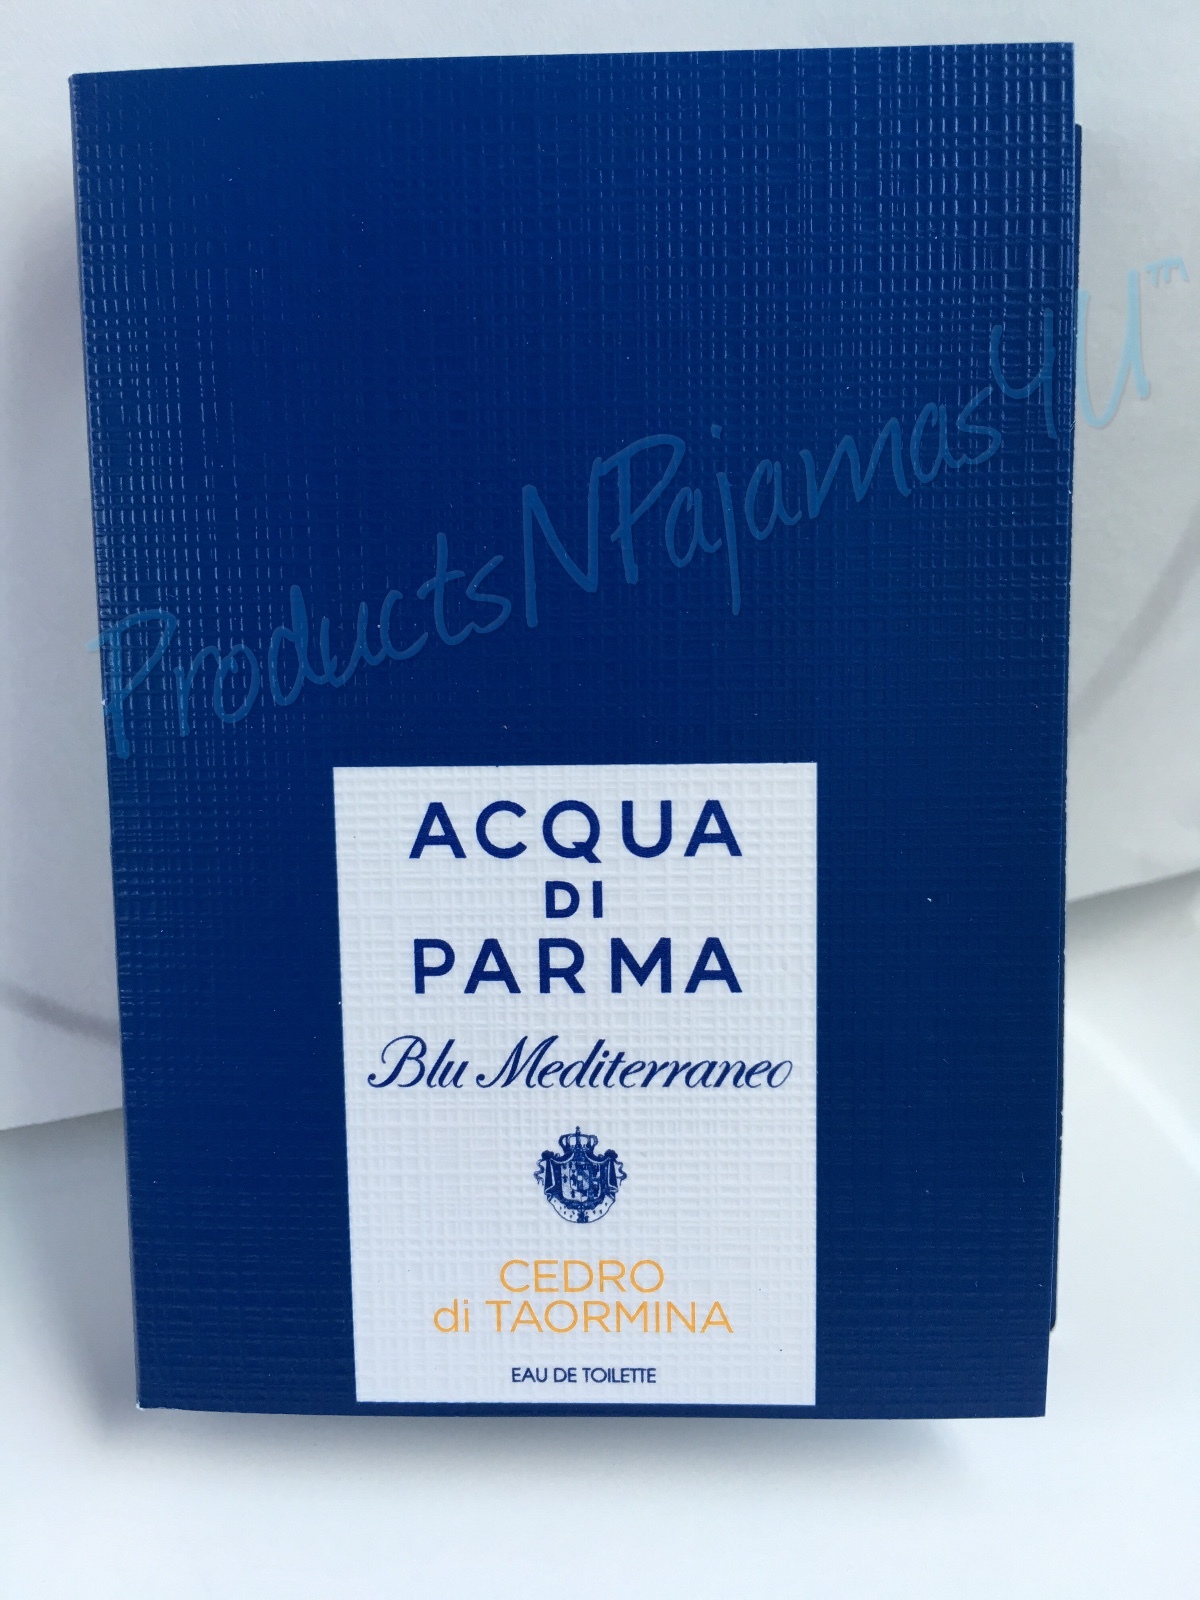 ProductsNPajamas4U™
ACQUA
DI
PARMA
Blu Mediterraneo
CEDRO
di TAORMINA
EAU DE TOILETTE